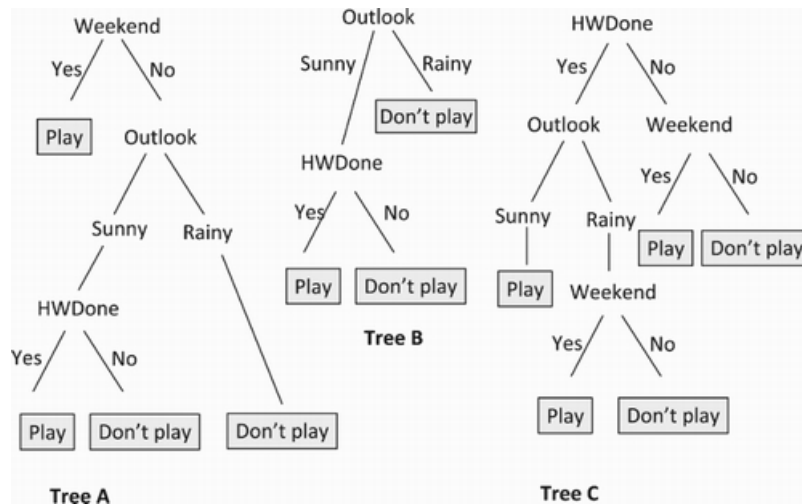 Weekend
Yes No
Play Outlook
Sunny Rainy
HWDone
Yes No
Play Don't play Don't play
Tree A
Outlook
Sunny Rainy
Don't play
HWDone
Yes No
Play Don't play
Tree B
HWDone
Yes No
Outlook Weekend
Yes No
Sunny Rainy
Play Don't play
Play Weekend
Yes No
Play Don't play
Tree C